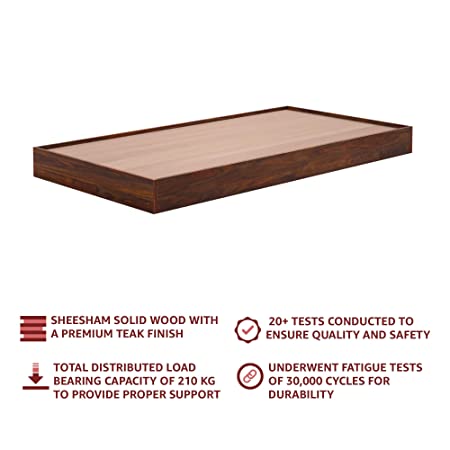 SHEESHAM SOLID WOOD WITH
A PREMIUM TEAK FINISH
20+ TESTS CONDUCTED TO
ENSURE QUALITY AND SAFETY
TOTAL DISTRIBUTED LOAD
BEARING CAPACITY OF 210 KG
TO PROVIDE PROPER SUPPORT
UNDERWENT FATIGUE TESTS
OF 30,000 CYCLES FOR
DURABILITY